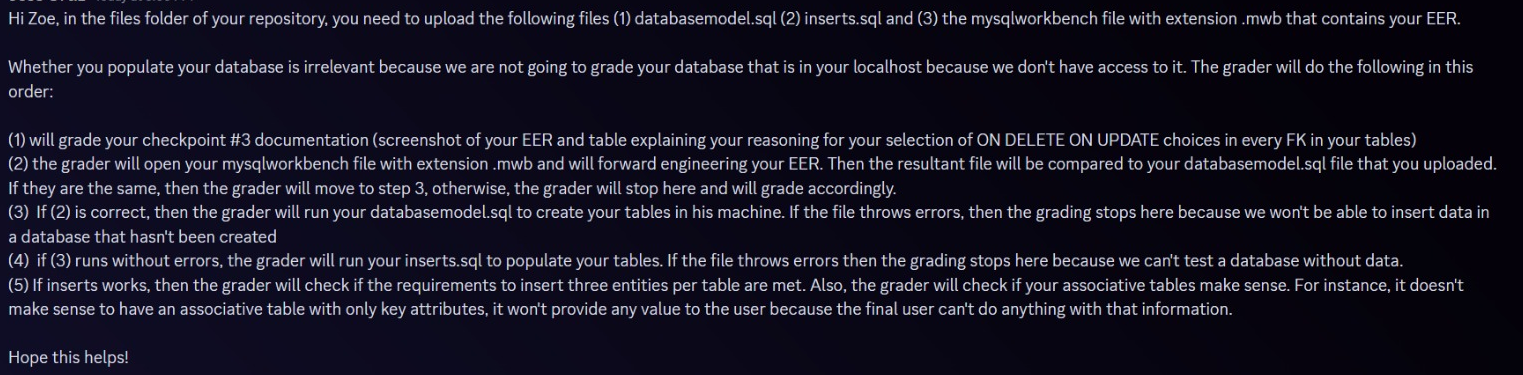 Hi Zoe, in the files folder of your repository, you need to upload the following files (1) databasemodel.sql (2) inserts.sql and (3) the mysqlworkbench file with extension .mwb that contains your EER.
Whether you populate your database is irrelevant because we are not going to grade your database that is in your localhost because we don't have access to it. The grader will do the following in this
order:
(1) will grade your checkpoint #3 documentation (screenshot of your EER and table explaining your reasoning for your selection of ON DELETE ON UPDATE choices in every FK in your tables)
(2) the grader will open your mysqlworkbench file with extension .mwb and will forward engineering your EER. Then the resultant file will be compared to your databasemodel.sql file that you uploaded.
If they are the same, then the grader will move to step 3, otherwise, the grader will stop here and will grade accordingly.
(3)  If (2) is correct, then the grader will run your databasemodel.sql to create your tables in his machine. If the file throws errors, then the grading stops here because we won't be able to insert data in
a database that hasn't been created
(4)  if (3) runs without errors, the grader will run your inserts.sql to populate your tables. If the file throws errors then the grading stops here because we can't test a database without data.
(5) If inserts works, then the grader will check if the requirements to insert three entities per table are met. Also, the grader will check if your associative tables make sense. For instance, it doesn't
make sense to have an associative table with only key attributes, it won't provide any value to the user because the final user can't do anything with that information.
Hope this helps!